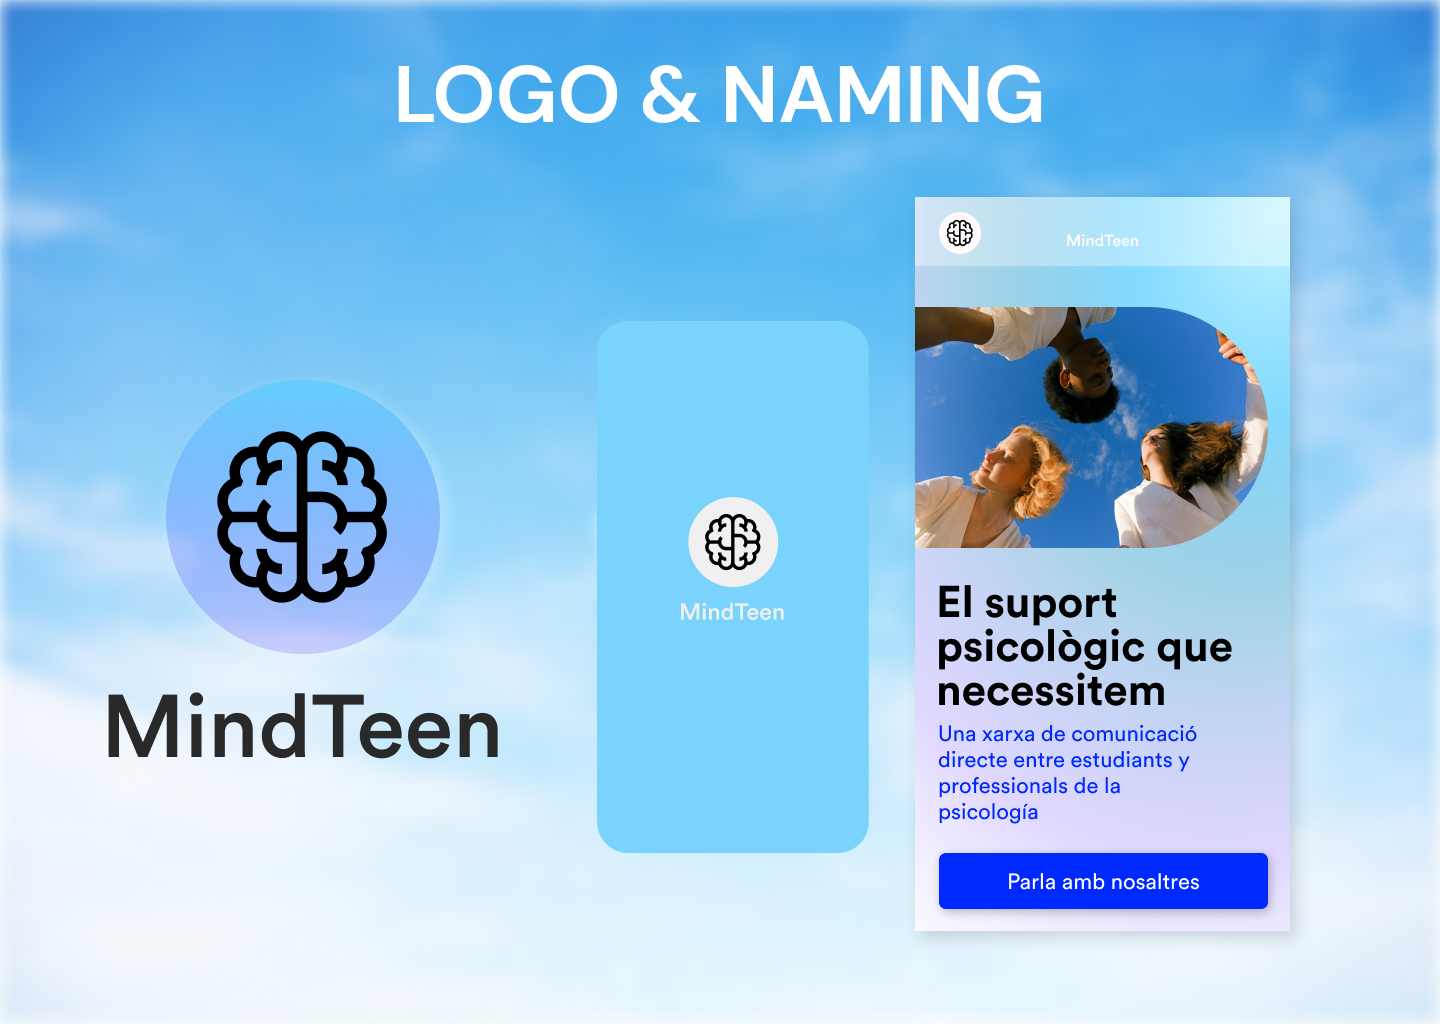 LOGO & NAMING
MindTeen
MindTeen
MindTeen
El suport
psicològic que
necessitem
Una xarxa de comunicació
directe entre estudiants y
professionals de la
psicología
Parla amb nosaltres